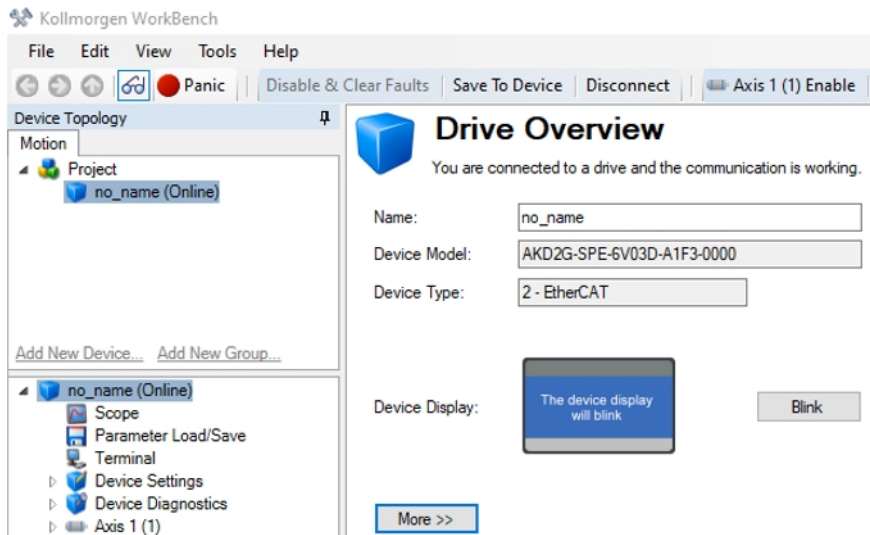 Kollmorgen WorkBench
File Edit View Tools Help
Panic Disable & Clear Faults Save To Device Disconnect Axis 1 (1) Enable
Device Topology
Motion
Project
no_name (Online)
Add New Device... Add New Group...
no_name (Online)
Scope
Parameter Load/Save
Terminal
Device Settings
Device Diagnostics
Axis 1 (1)
Drive Overview
You are connected to a drive and the communication is working.
Name: no_name
Device Model: AKD2G-SPE-6V03D-A1F3-0000
Device Type: 2 - EtherCAT
Device Display:
The device display
will blink
Blink
More >>